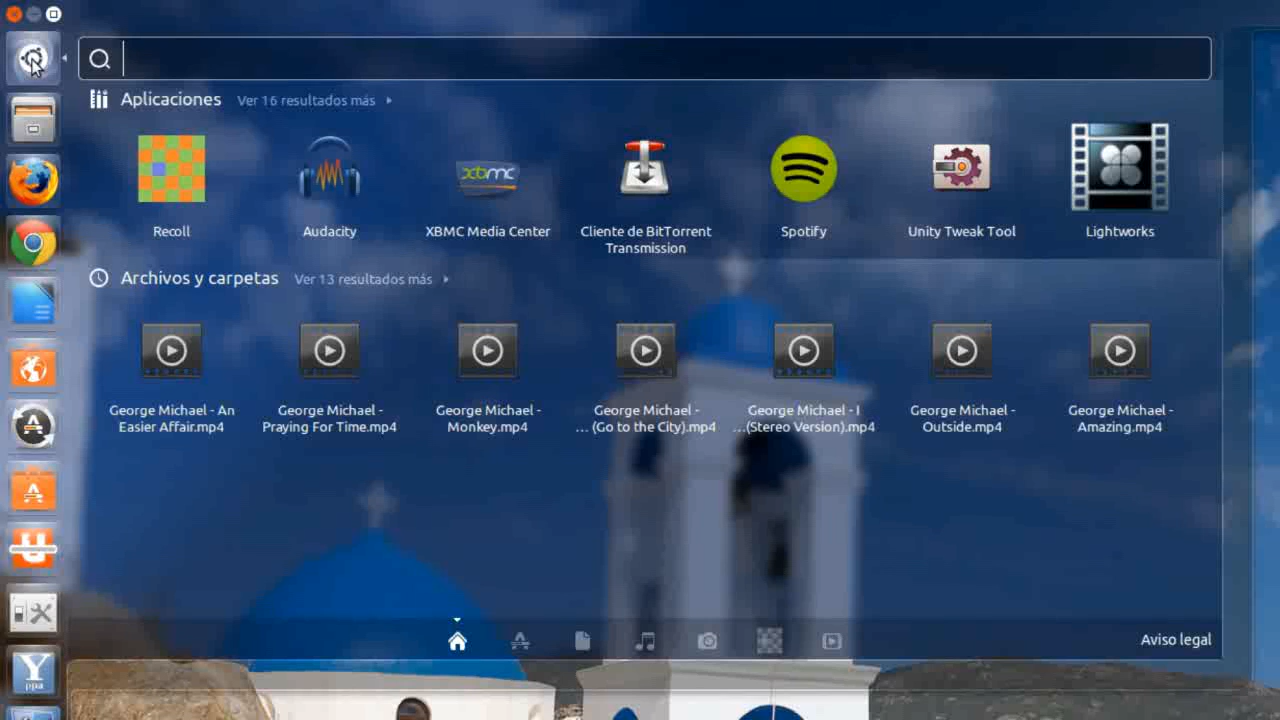 Aplicaciones Ver 16 resultados más
xbmc
Recoll
Audacity
XBMC Media Center
Cliente de BitTorrent
Transmission
Spotify
Unity Tweak Tool
Lightworks
Archivos y carpetas Ver 13 resultados más
George Michael - An
Easier Affair.mp4
George Michael -
Praying For Time.mp4
George Michael -
Monkey.mp4
George Michael -
... (Go to the City).mp4
George Michael - I
...(Stereo Version).mp4
George Michael -
Outside.mp4
George Michael -
Amazing.mp4
Aviso legal
Y
ppa